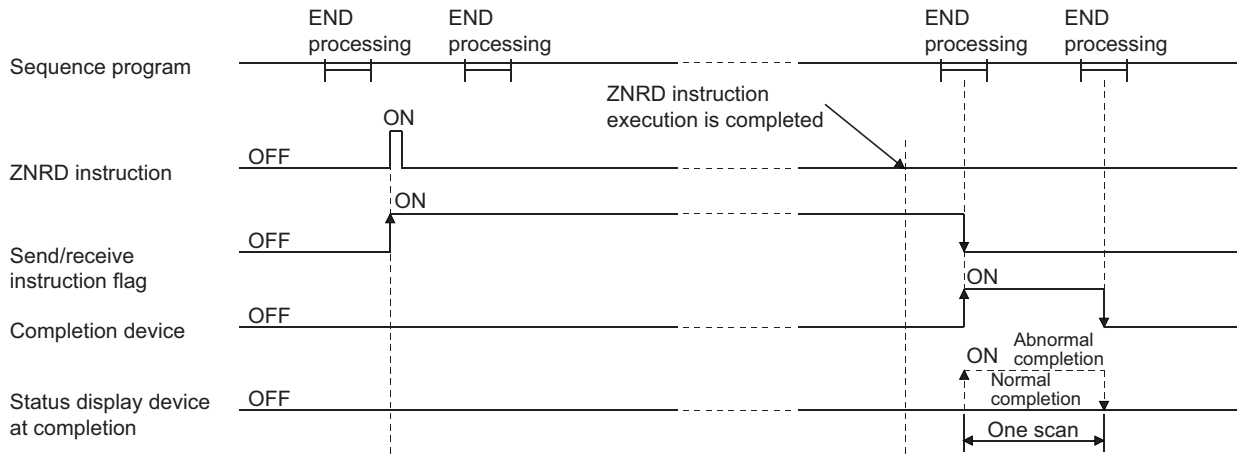 END
processing
END
processing
END
processing
END
processing
Sequence program
ZNRD instruction
execution is completed
ON
OFF
ZNRD instruction
ON
OFF
Send/receive
instruction flag
ON
OFF
Completion device
ON
Abnormal
completion
Normal
completion
OFF
Status display device
at completion
One scan